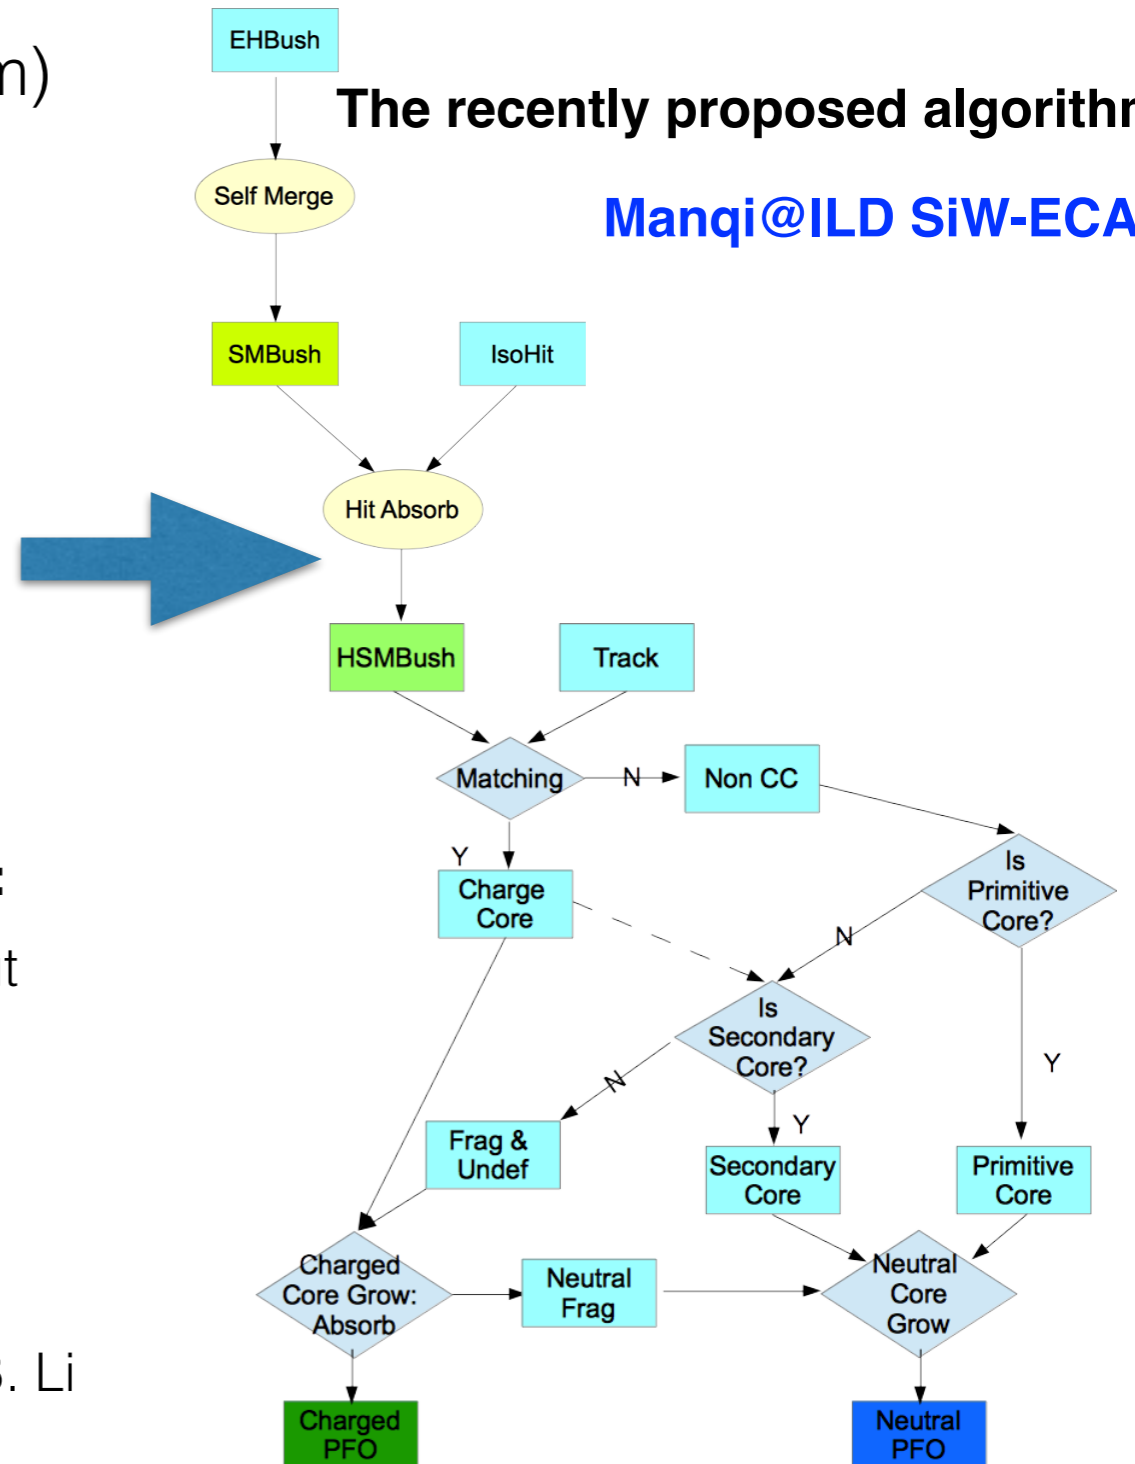 m)
EHBush
The recently proposed algorithm
Manqi@ILD SiW-ECA
Self Merge
SMBush
IsoHit
Hit Absorb
HSMBush
Track
Matching
N
Non CC
Y
Charge
Core
Is
Primitive
Core?
:
it
N
Is
Secondary
Core?
Y
N
Y
Frag &
Undef
Secondary
Core
Primitive
Core
Charged
Core Grow:
Absorb
Neutral
Frag
Neutral
Core
Grow
. Li
Charged
PFO
Neutral
PFO